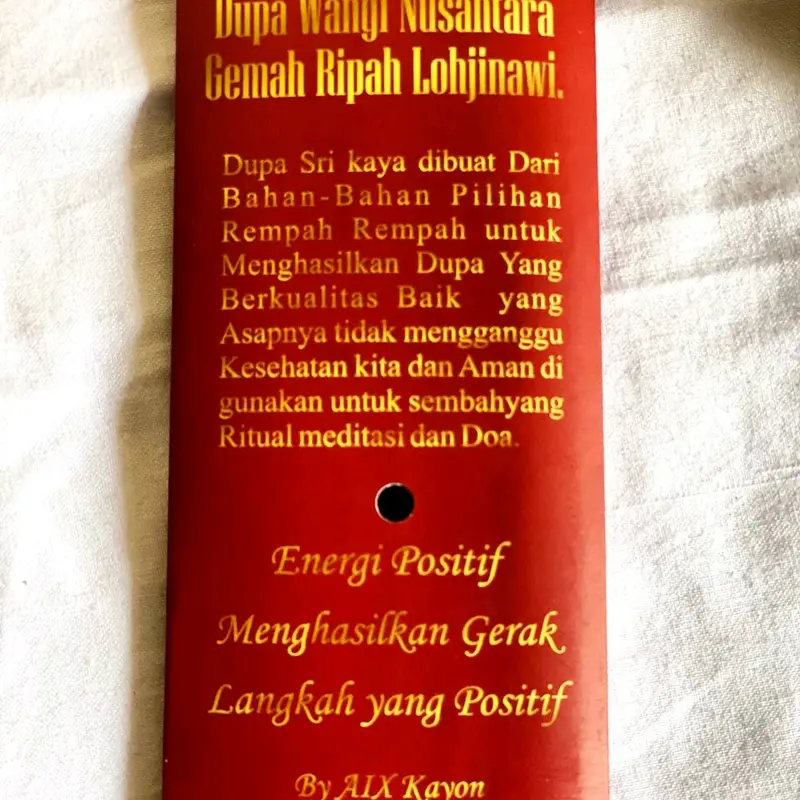 Dupa Wangi Nusantara
Gemah Ripah Lohjinawi.
Dupa Sri kaya dibuat Dari
Bahan-Bahan Pilihan
Rempah Rempah untuk
Menghasilkan Dupa Yang
Berkualitas Baik yang
Asapnya tidak mengganggu
Kesehatan kita dan Aman di
gunakan untuk sembahyang
Ritual meditasi dan Doa.
Energi Positif
Menghasilkan Gerak
Langkah yang Positif
By AIX Kayon